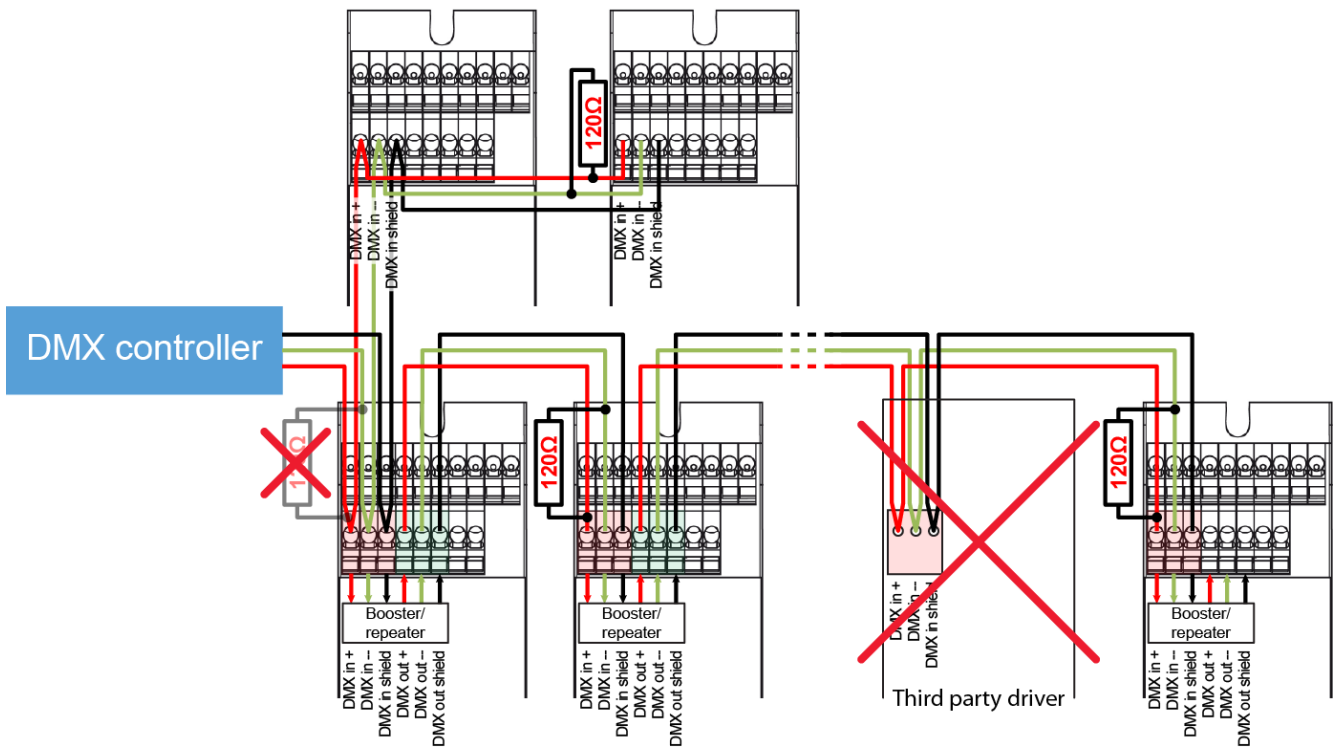 120Ω
DMX in +
DMX in –
DMX in shield
DMX in +
DMX in –
DMX in shield
DMX controller
120Ω
120Ω
Booster/
repeater
Booster/
repeater
Booster/
repeater
DMX in +
DMX in –
DMX in shield
DMX out +
DMX out –
DMX out shield
DMX in +
DMX in –
DMX in shield
DMX out +
DMX out –
DMX out shield
DMX in +
DMX in –
DMX in shield
Third party driver
DMX in +
DMX in –
DMX in shield
DMX out +
DMX out –
DMX out shield